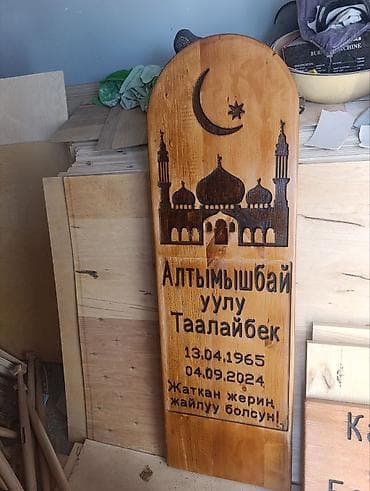 Алтымышбай
уулу
Таалайбек
13.04.1965
04.09.2024
Жаткан жериң
жайлуу болсун!